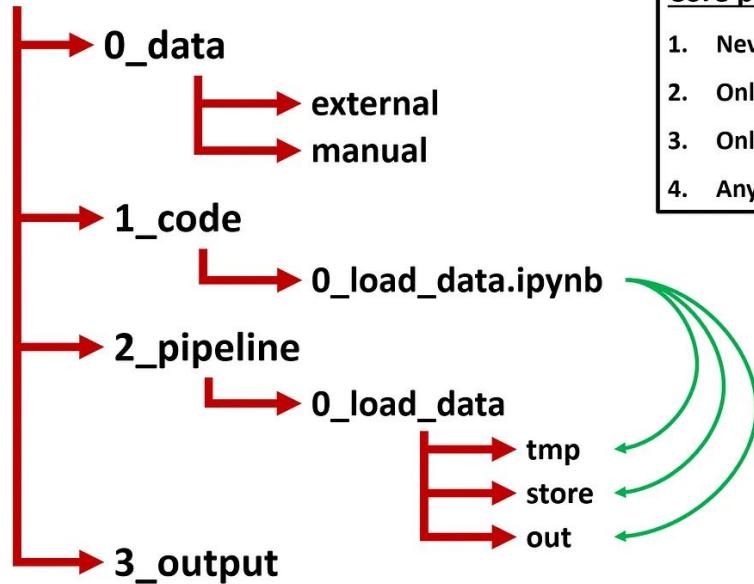 0_data
external
manual
1_code
0_load_data.ipynb
2_pipeline
0_load_data
tmp
store
out
3_output
1.
2.
3.
4.